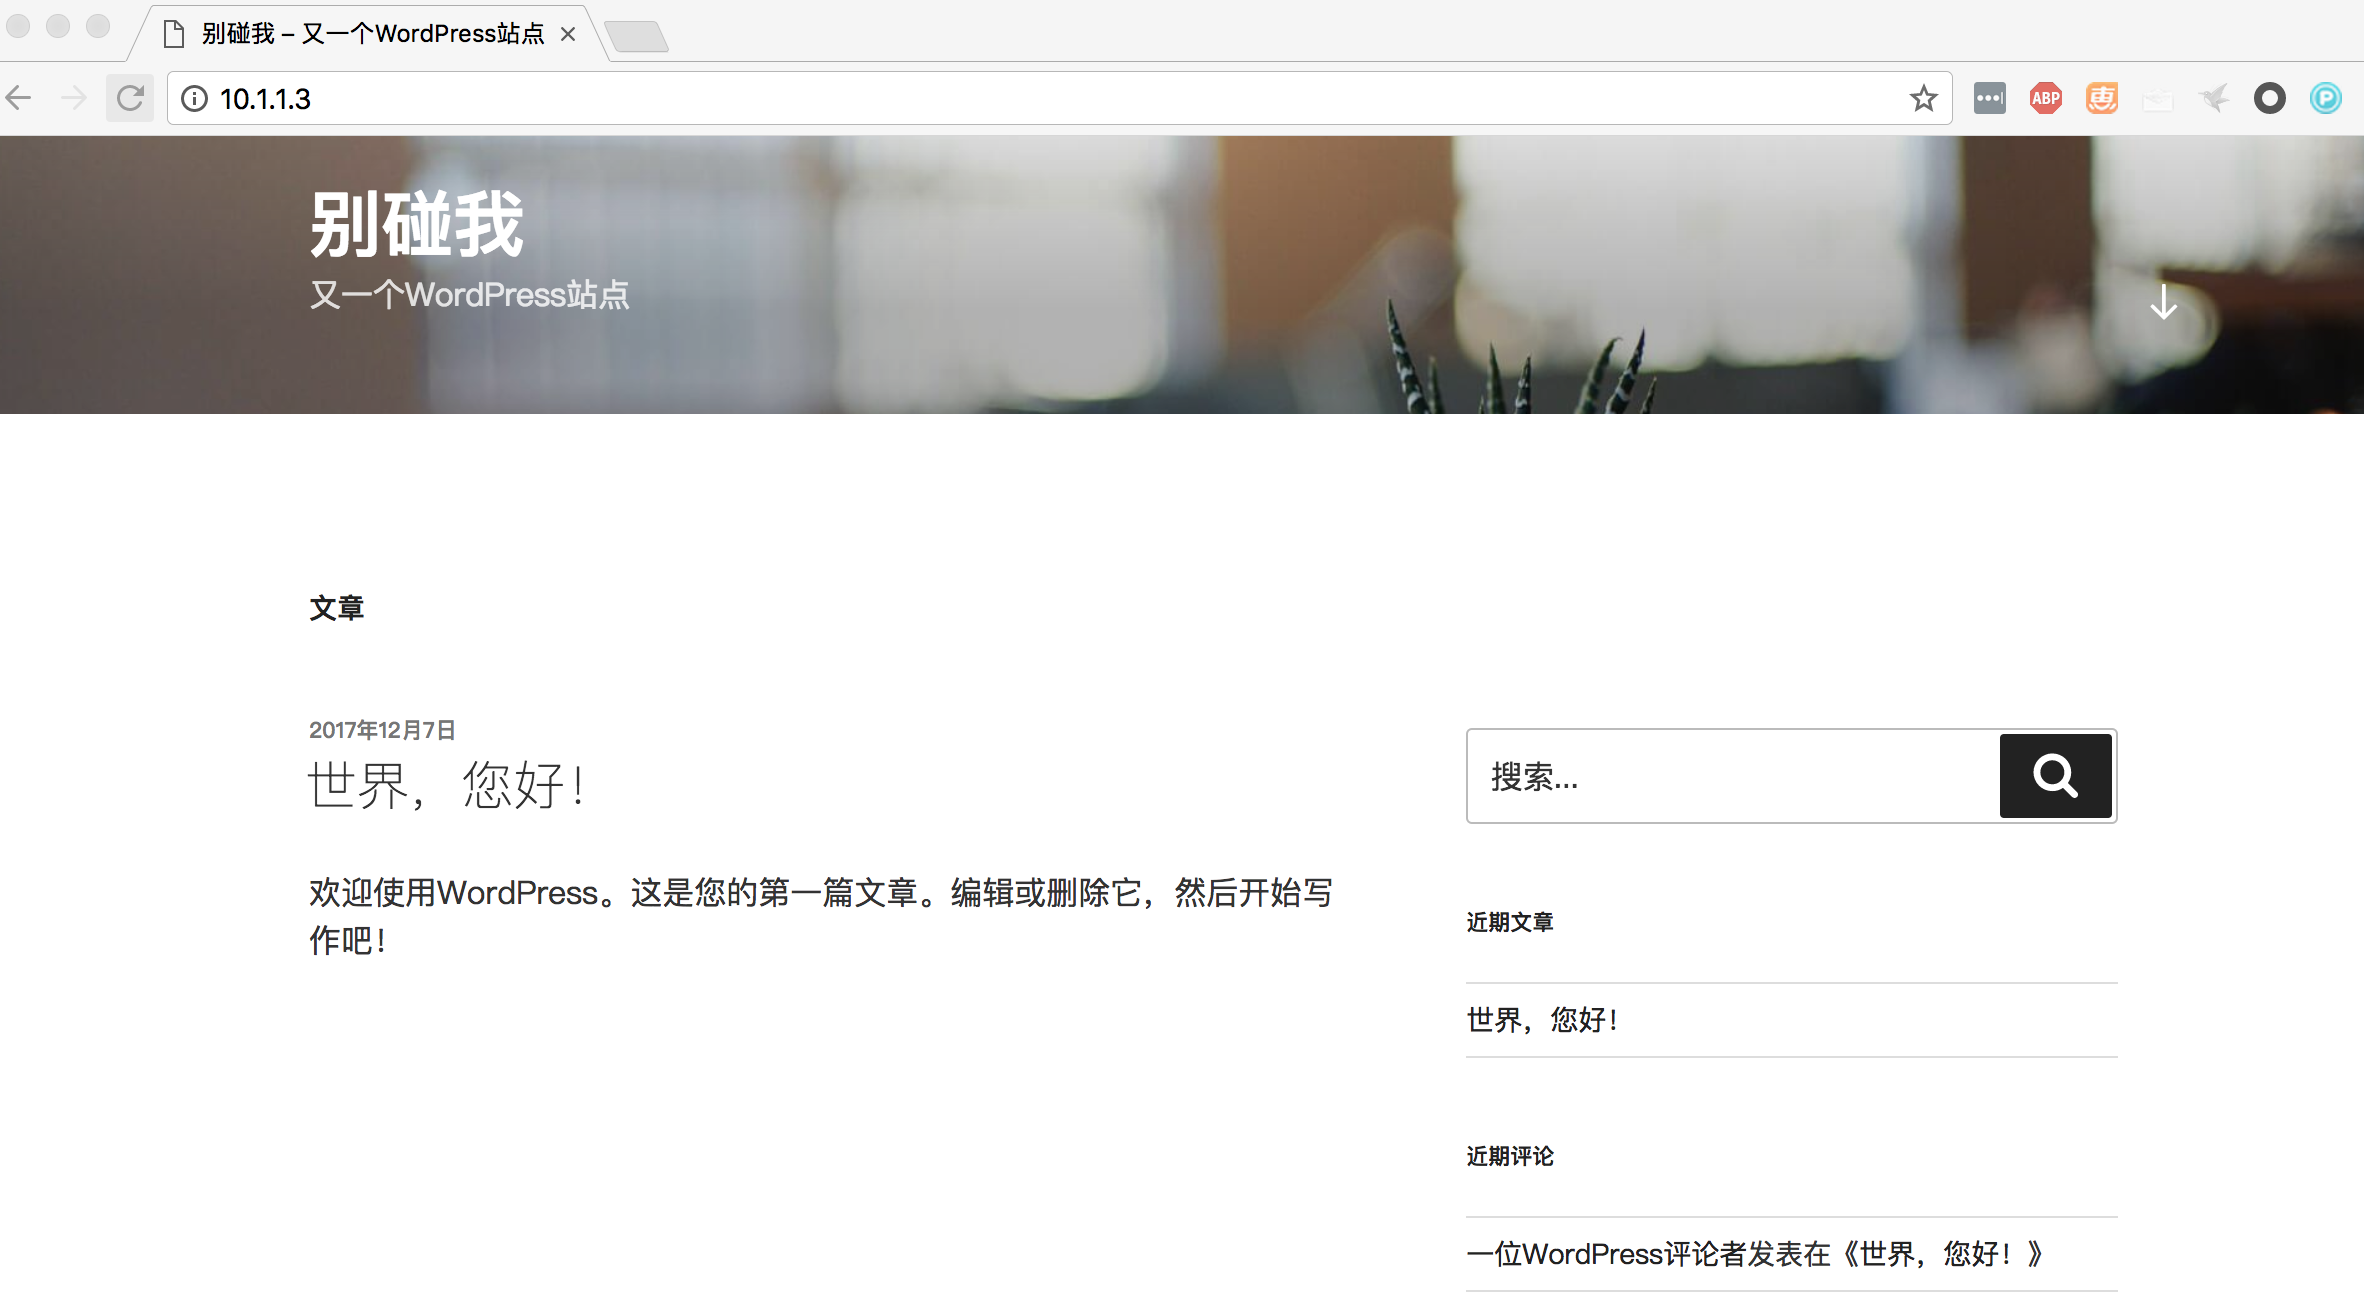 别碰我 – 又一个WordPress站点
10.1.1.3
ABP
惠
P
别碰我
又一个WordPress站点
文章
2017年12月7日
世界，您好！
欢迎使用WordPress。这是您的第一篇文章。编辑或删除它，然后开始写
作吧！
搜索...
近期文章
世界，您好！
近期评论
一位WordPress评论者发表在《世界，您好！》